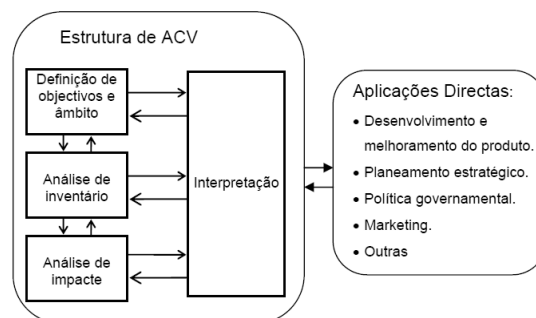 Estrutura de ACV
Definição de
objectivos e
âmbito
Análise de
inventário
Análise de
impacte
Interpretação
Aplicações Directas:
• Desenvolvimento e
melhoramento do produto.
• Planeamento estratégico.
• Política governamental.
• Marketing.
• Outras